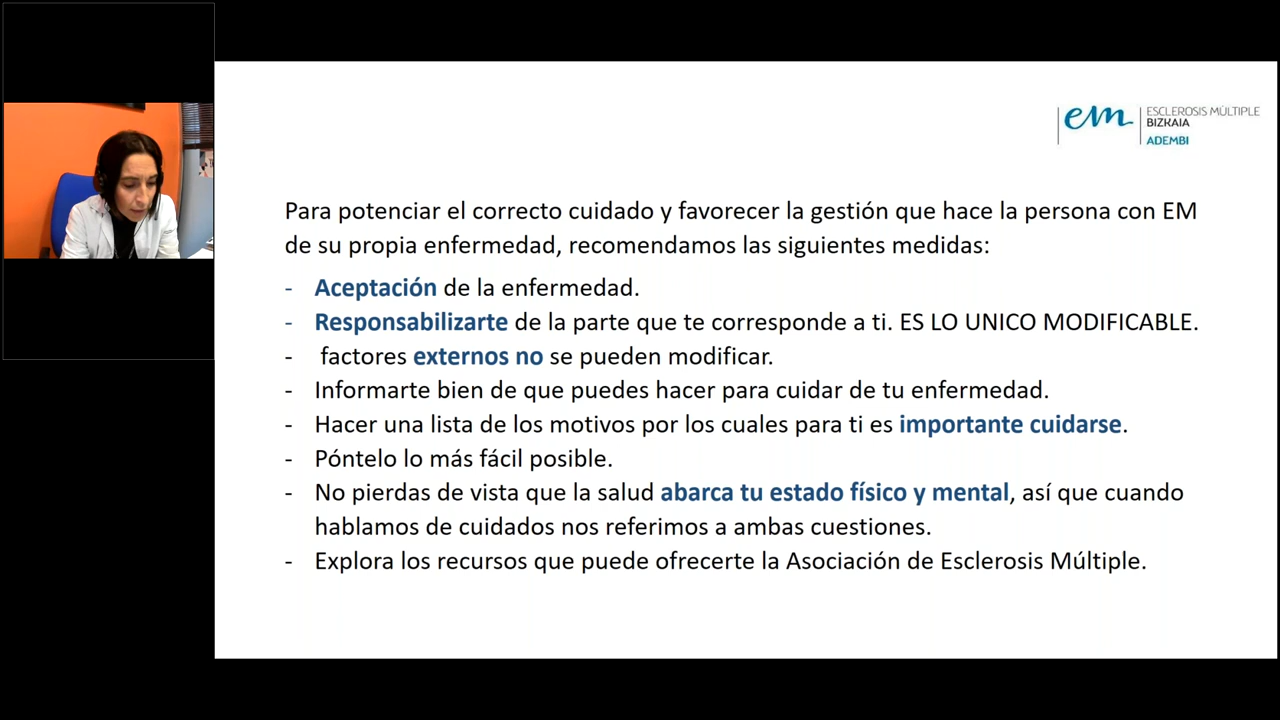 em
ESCLEROSIS MÚLTIPLE
BIZKAIA
ADEMBI
Para potenciar el correcto cuidado y favorecer la gestión que hace la persona con EM
de su propia enfermedad, recomendamos las siguientes medidas:
- Aceptación de la enfermedad.
- Responsabilizarte de la parte que te corresponde a ti. ES LO UNICO MODIFICABLE.
- factores externos no se pueden modificar.
- Informarte bien de que puedes hacer para cuidar de tu enfermedad.
- Hacer una lista de los motivos por los cuales para ti es importante cuidarse.
- Póntelo lo más fácil posible.
- No pierdas de vista que la salud abarca tu estado físico y mental, así que cuando
hablamos de cuidados nos referimos a ambas cuestiones.
- Explora los recursos que puede ofrecerte la Asociación de Esclerosis Múltiple.